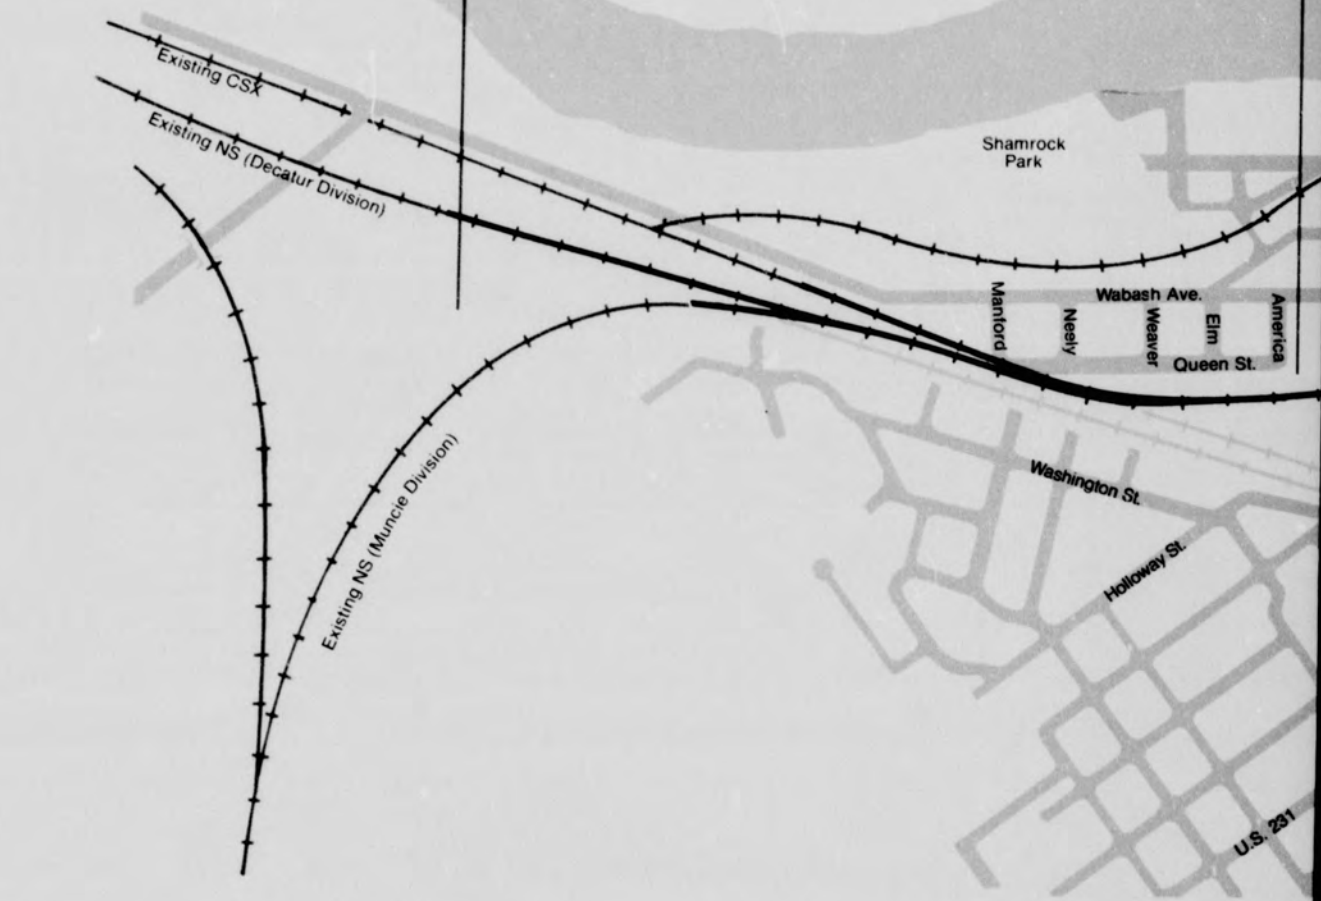 Existing CSX
Existing NS (Decatur Division)
Shamrock
Park
Wabash Ave.
Manford
Neely
Weaver
Elm
America
Queen St.
Washington St.
Existing NS (Muncie Division)
Holloway St.
U.S. 231